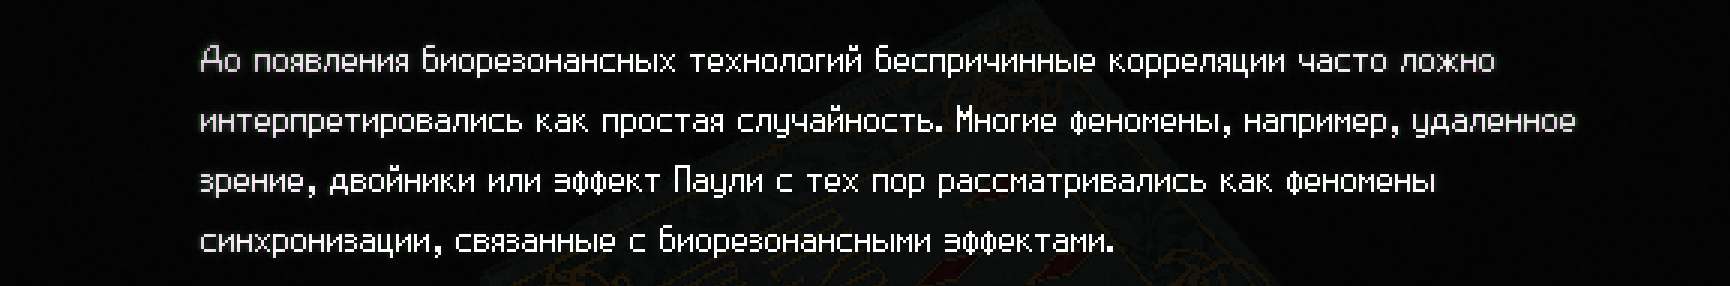 До появления биорезонансных технологий беспричинные корреляции часто ложно
интерпретировались как простая случайность. Многие феномены, например, удаленное
зрение, двойники или эффект Паули с тех пор рассматривались как феномены
синхронизации, связанные с биорезонансными эффектами.